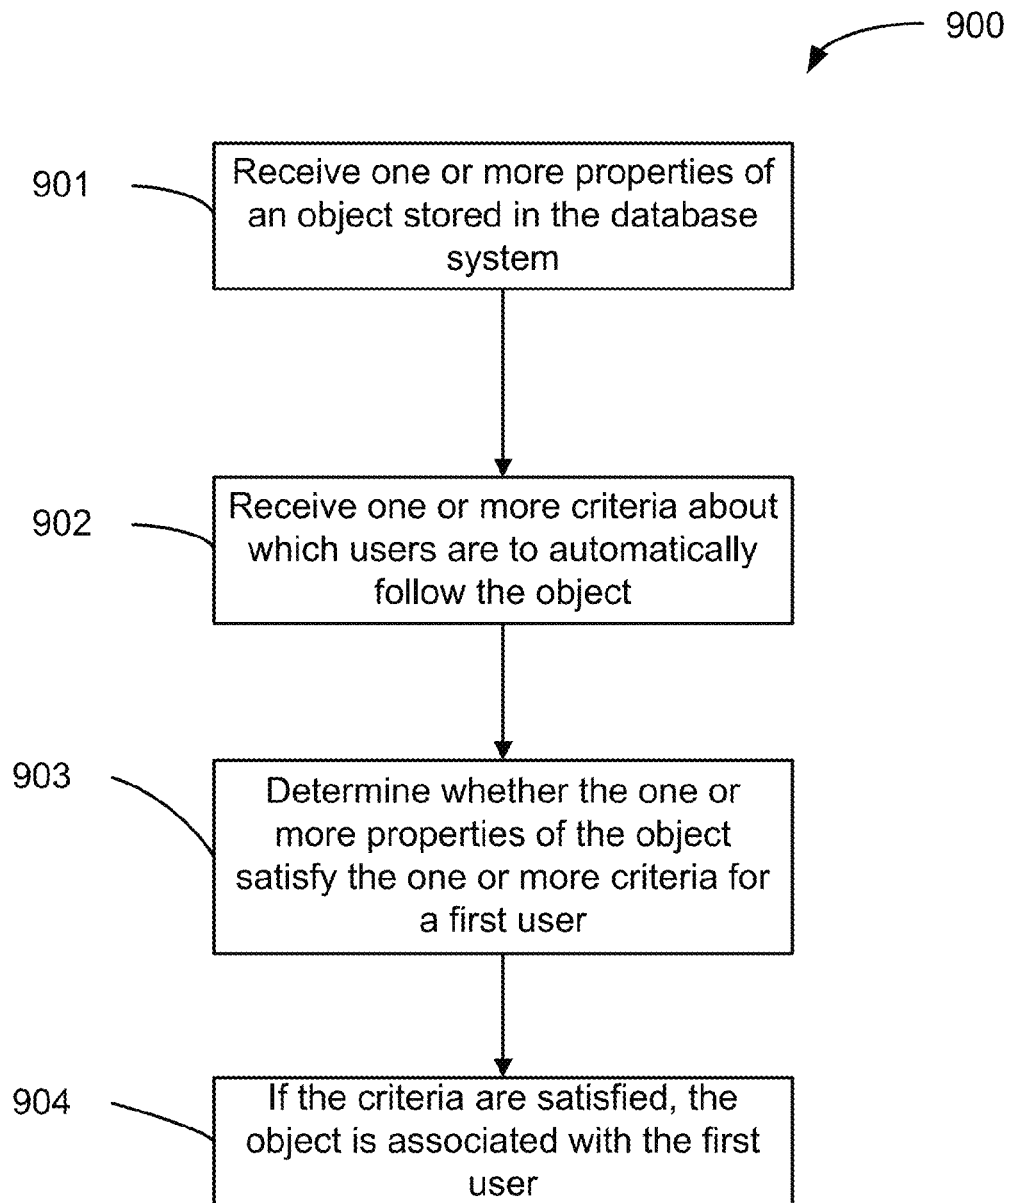 900
901
Receive one or more properties of
an object stored in the database
system
902
Receive one or more criteria about
which users are to automatically
follow the object
903
Determine whether the one or
more properties of the object
satisfy the one or more criteria for
a first user
904
If the criteria are satisfied, the
object is associated with the first
user